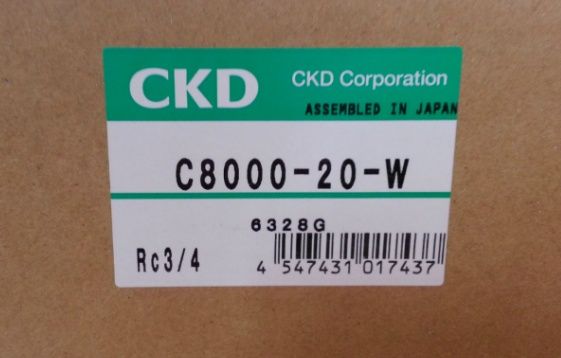 CKD CKD Corporation
ASSEMBLED IN JAPAN
C8000-20-W
6328G
Rc3/4
4 547431 017437